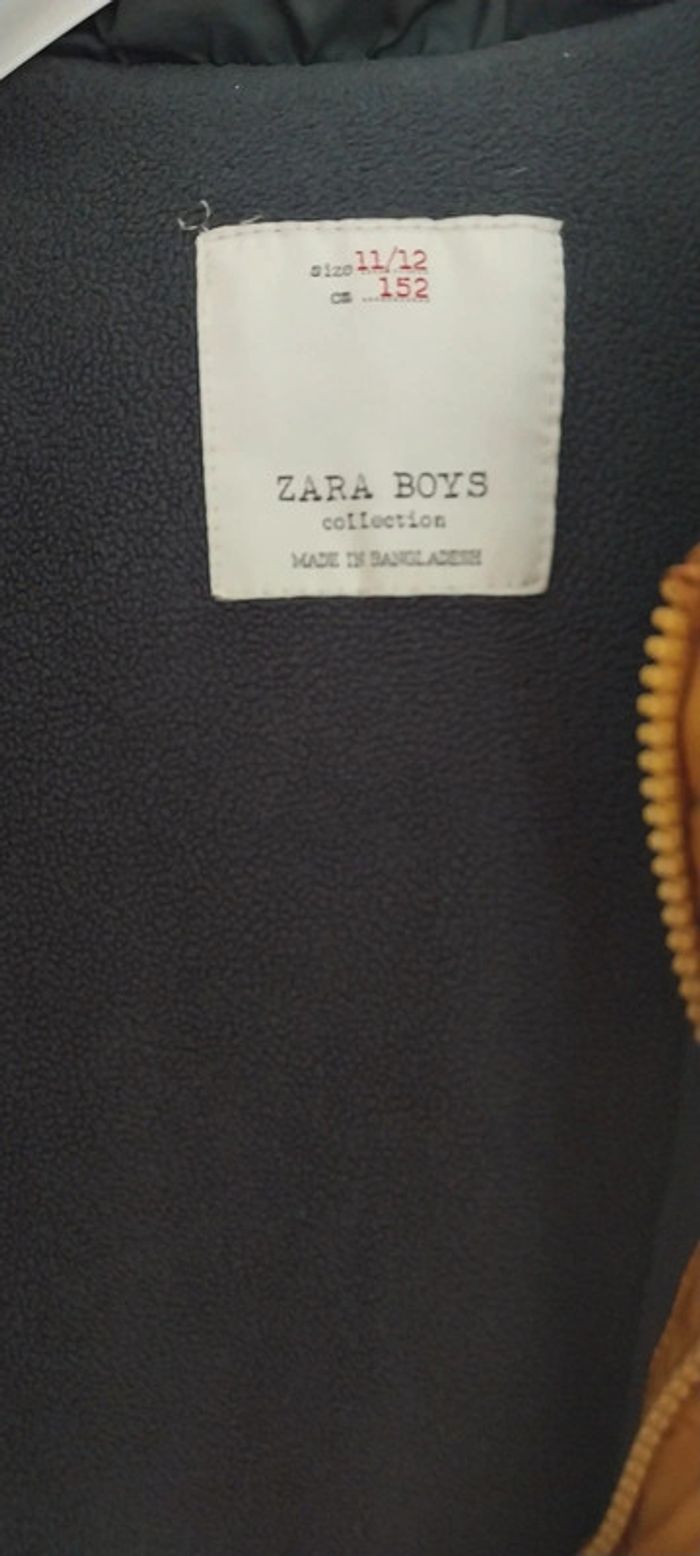 size 11/12
cm 152
ZARA BOYS
collection
MADE IN BANGLADESH